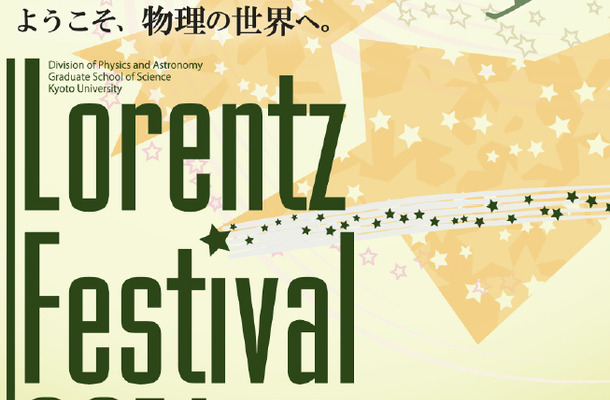 ようこそ、物理の世界へ。
Division of Physics and Astronomy
Graduate School of Science
Kyoto University
Lorentz
Festival